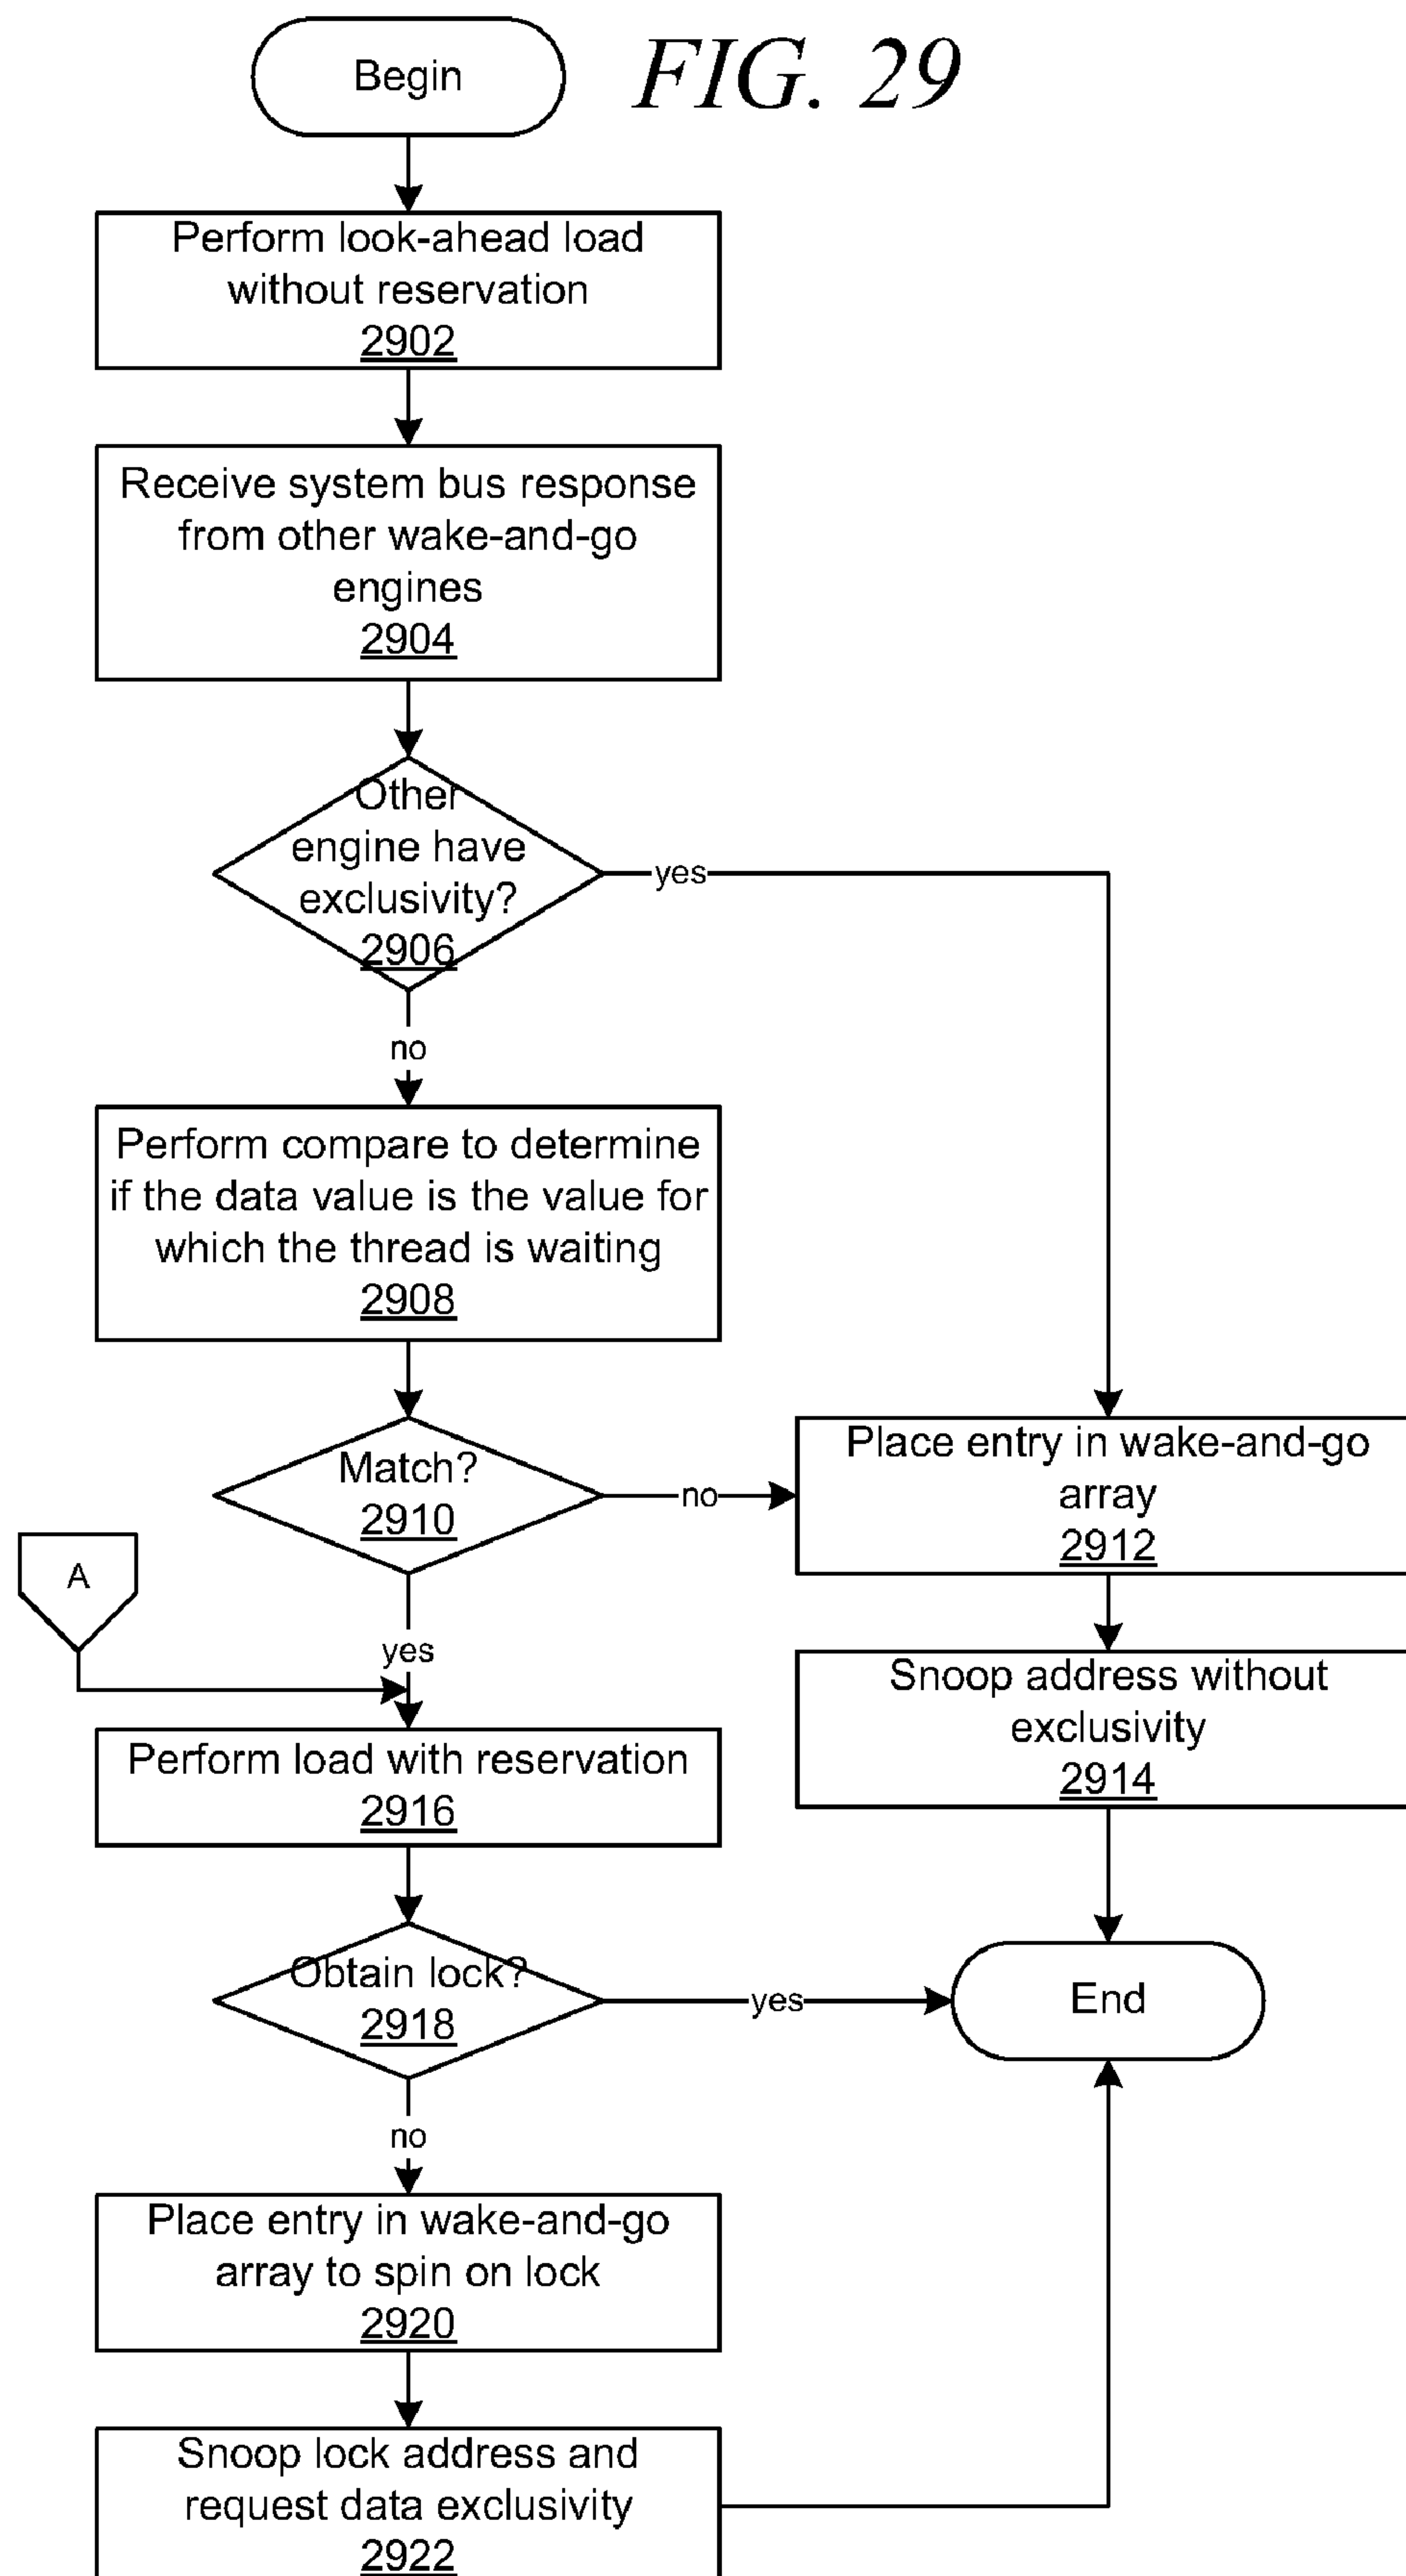 Begin
FIG. 29
Perform look-ahead load
without reservation
2902
Receive system bus response
from other wake-and-go
engines
2904
Other
engine have
exclusivity?
2906
yes
no
Perform compare to determine
if the data value is the value for
which the thread is waiting
2908
Match?
2910
no
Place entry in wake-and-go
array
2912
A
yes
Snoop address without
exclusivity
2914
Perform load with reservation
2916
Obtain lock?
2918
yes
End
no
Place entry in wake-and-go
array to spin on lock
2920
Snoop lock address and
request data exclusivity
2922